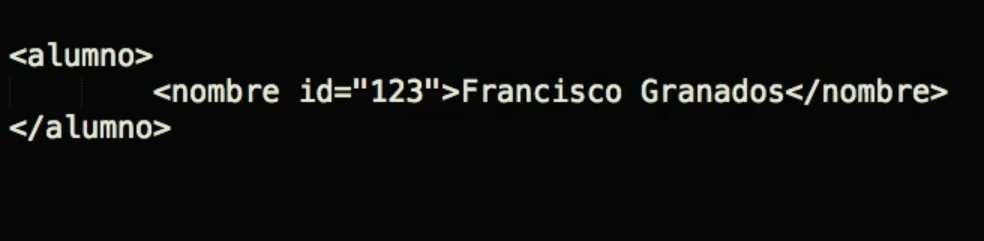 <alumno>
<nombre id="123">Francisco Granados</nombre>
</alumno>